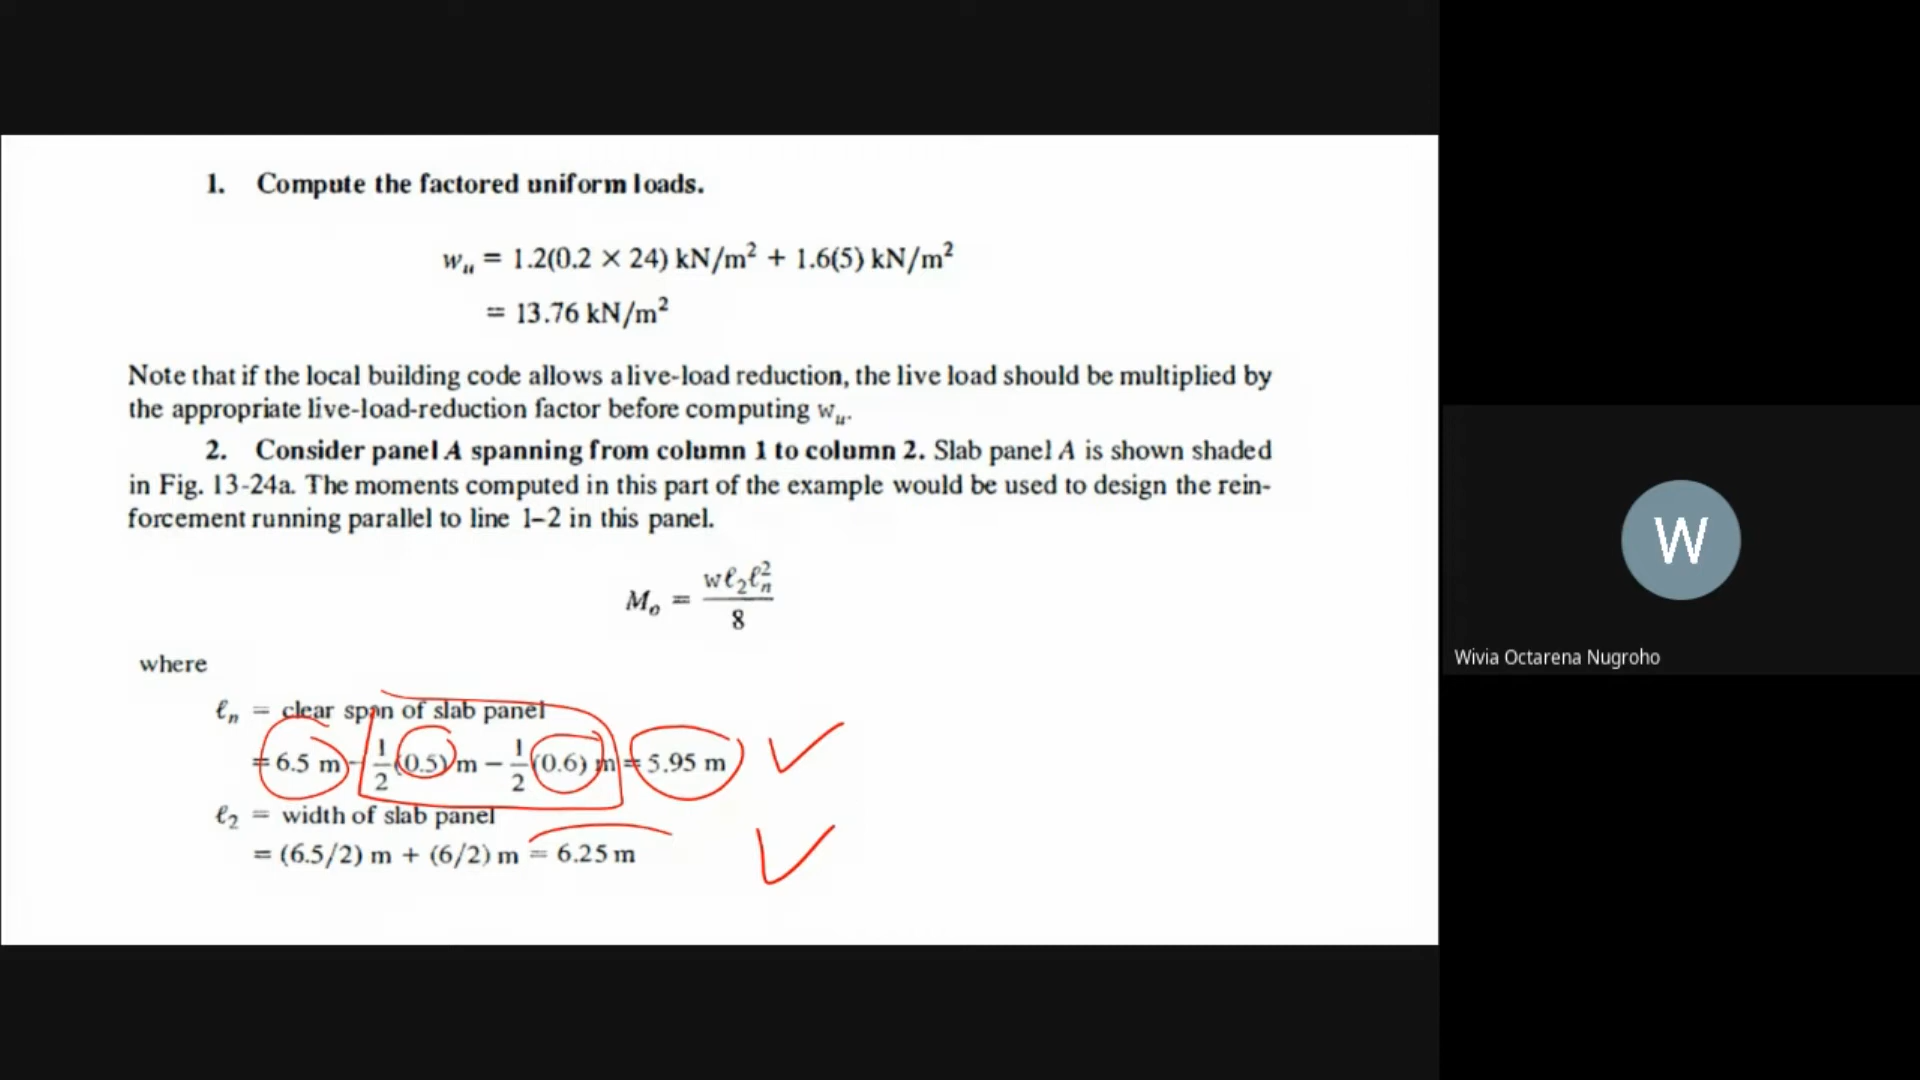 1. Compute the factored uniform loads.
wᵤ = 1.2(0.2 × 24) kN/m² + 1.6(5) kN/m²
= 13.76 kN/m²
Note that if the local building code allows a live-load reduction, the live load should be multiplied by
the appropriate live-load-reduction factor before computing wᵤ.
2. Consider panel A spanning from column 1 to column 2. Slab panel A is shown shaded
in Fig. 13-24a. The moments computed in this part of the example would be used to design the rein-
forcement running parallel to line 1–2 in this panel.
Mₒ = wℓ₂ℓₙ²/8
where
ℓₙ = clear span of slab panel
= 6.5 m − 1/2 (0.5) m − 1/2 (0.6) m = 5.95 m
ℓ₂ = width of slab panel
= (6.5/2) m + (6/2) m = 6.25 m
W
Wivia Octarena Nugroho